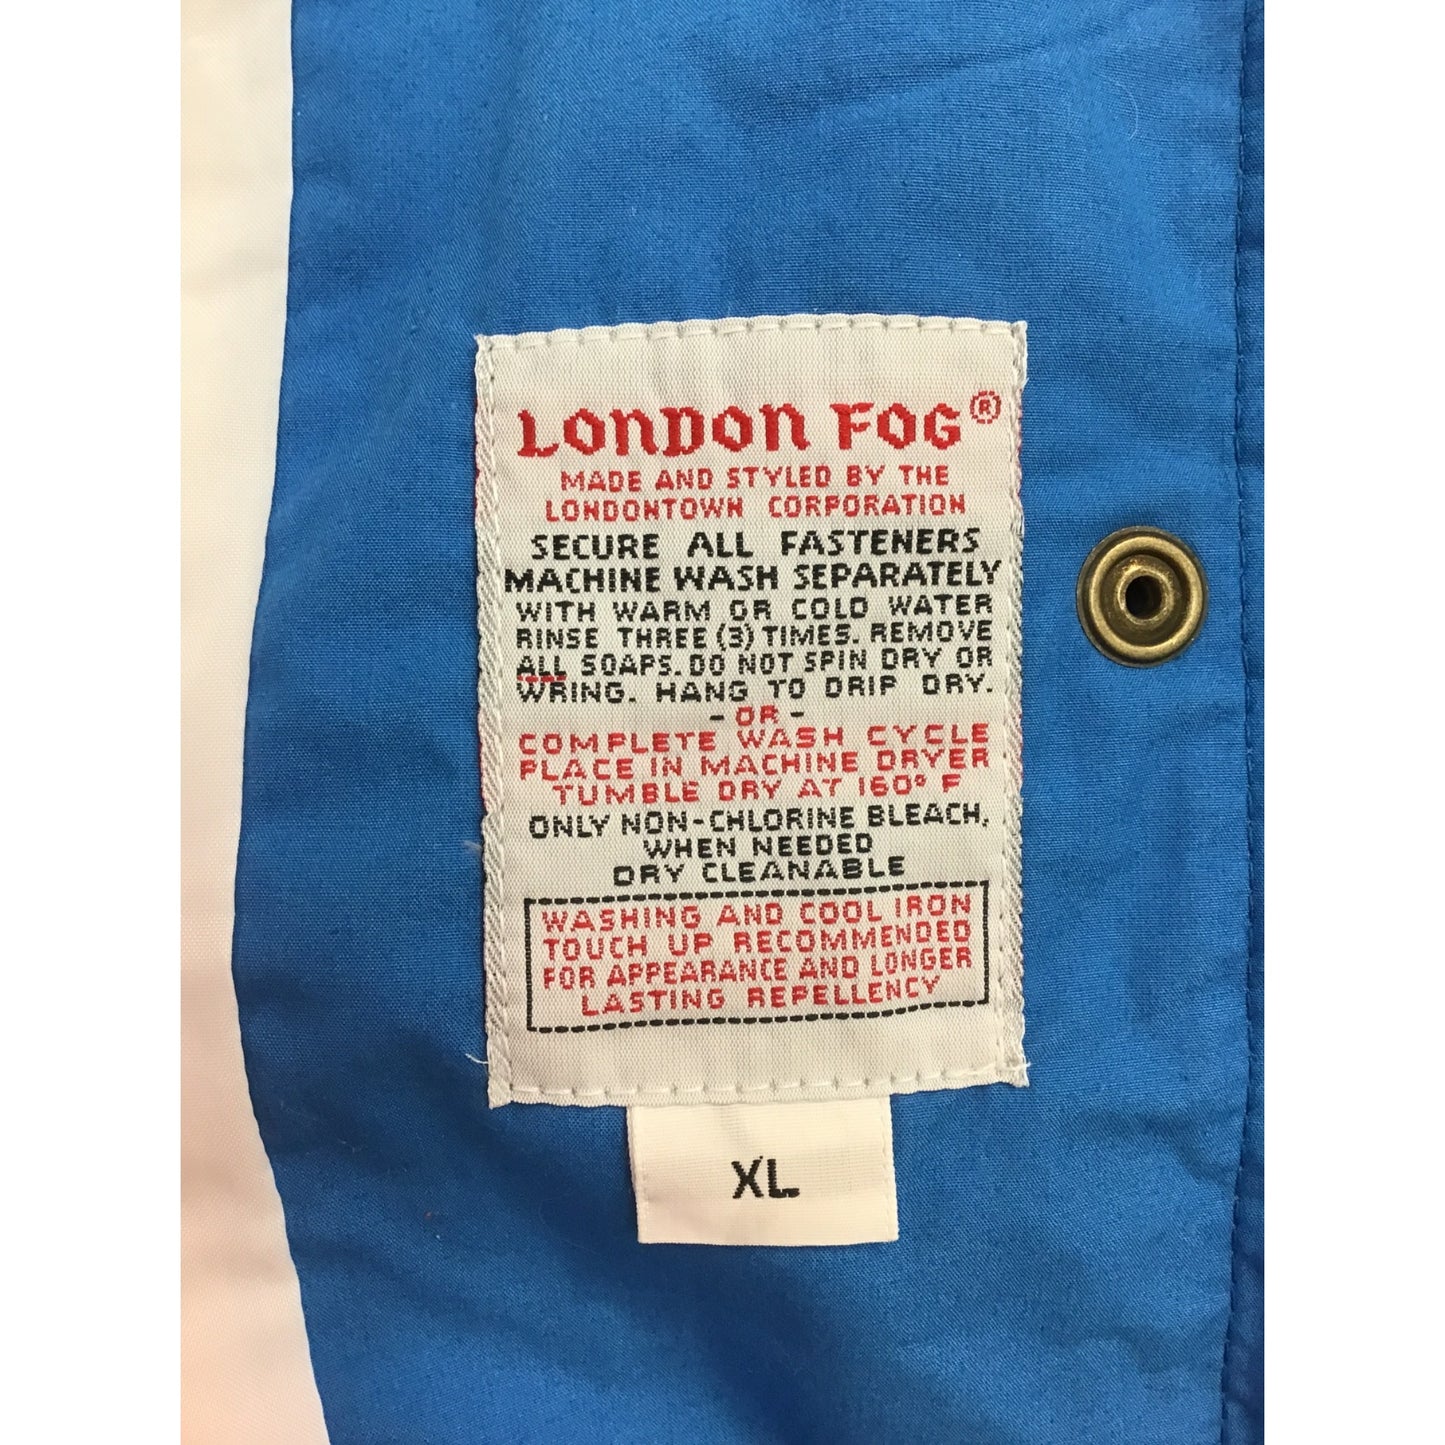 LONDON FOG®
MADE AND STYLED BY THE
LONDONTOWN CORPORATION
SECURE ALL FASTENERS
MACHINE WASH SEPARATELY
WITH WARM OR COLD WATER
RINSE THREE (3) TIMES. REMOVE
ALL SOAPS. DO NOT SPIN DRY OR
WRING. HANG TO DRIP DRY.
- OR -
COMPLETE WASH CYCLE
PLACE IN MACHINE DRYER
TUMBLE DRY AT 160° F
ONLY NON-CHLORINE BLEACH,
WHEN NEEDED
DRY CLEANABLE
WASHING AND COOL IRON
TOUCH UP RECOMMENDED
FOR APPEARANCE AND LONGER
LASTING REPELLENCY
XL